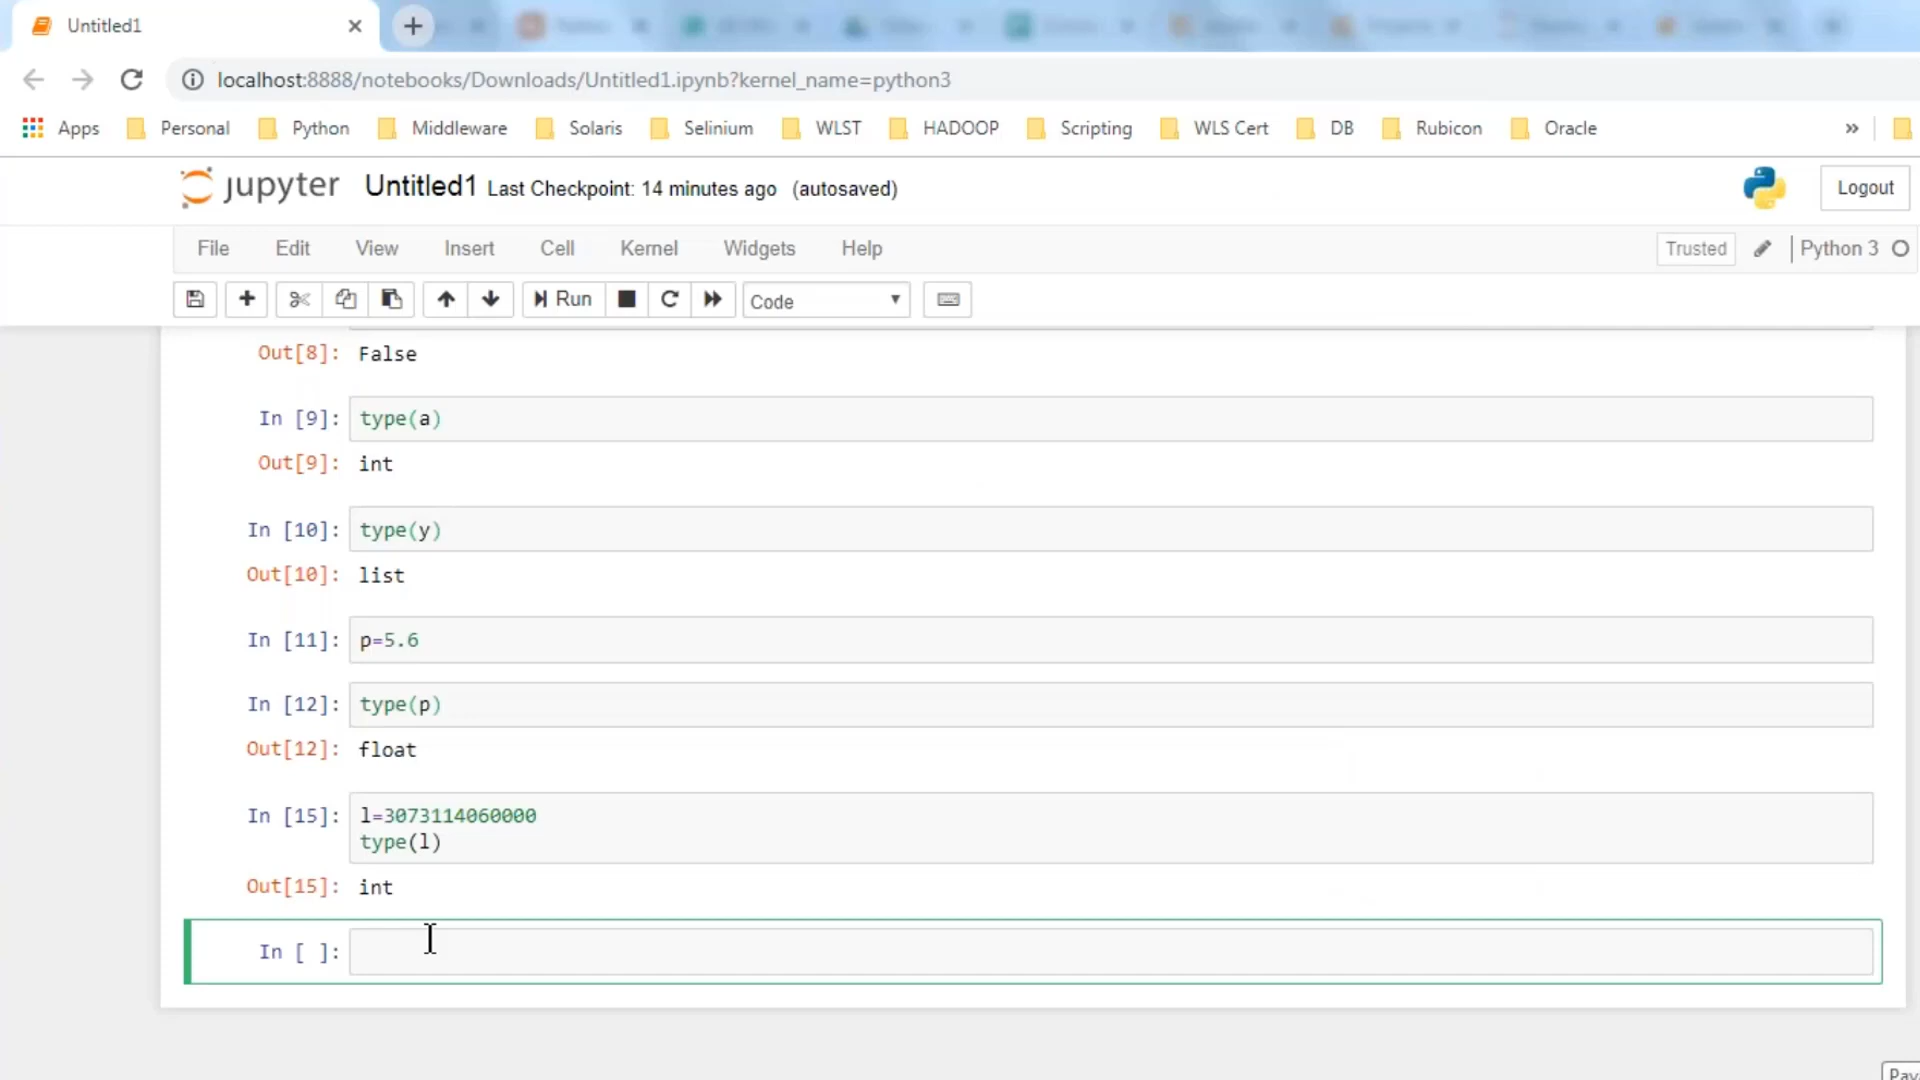 Untitled1
localhost:8888/notebooks/Downloads/Untitled1.ipynb?kernel_name=python3
Apps Personal Python Middleware Solaris Selinium WLST HADOOP Scripting WLS Cert DB Rubicon Oracle »
jupyter Untitled1 Last Checkpoint: 14 minutes ago (autosaved) Logout
File Edit View Insert Cell Kernel Widgets Help Trusted Python 3
Run Code
Out[8]: False
In [9]: type(a)
Out[9]: int
In [10]: type(y)
Out[10]: list
In [11]: p=5.6
In [12]: type(p)
Out[12]: float
In [15]: l=3073114060000
type(l)
Out[15]: int
In [ ]: